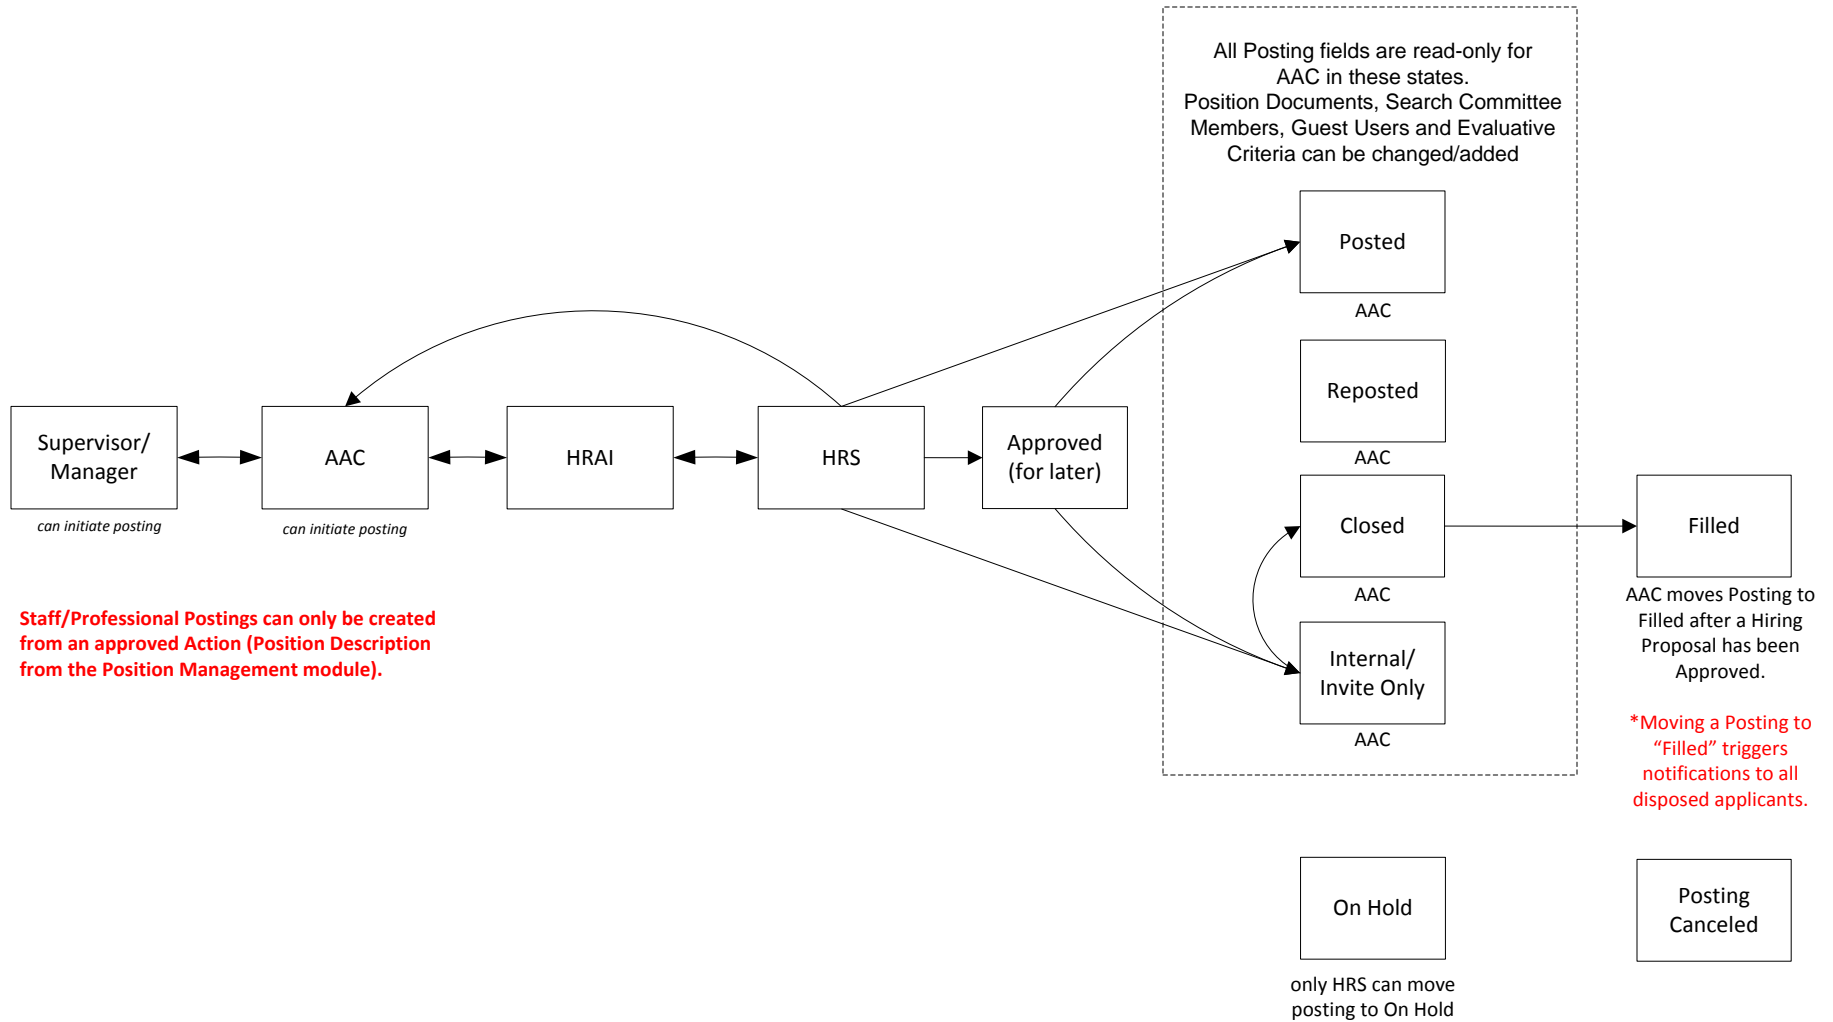 All Posting fields are read-only for
AAC in these states.
Position Documents, Search Committee
Members, Guest Users and Evaluative
Criteria can be changed/added
Posted
AAC
Reposted
AAC
Supervisor/
Manager
can initiate posting
AAC
can initiate posting
HRAI
HRS
Approved
(for later)
Closed
AAC
Filled
AAC moves Posting to
Filled after a Hiring
Proposal has been
Approved.
Staff/Professional Postings can only be created
from an approved Action (Position Description
from the Position Management module).
Internal/
Invite Only
AAC
*Moving a Posting to
“Filled” triggers
notifications to all
disposed applicants.
On Hold
only HRS can move
posting to On Hold
Posting
Canceled